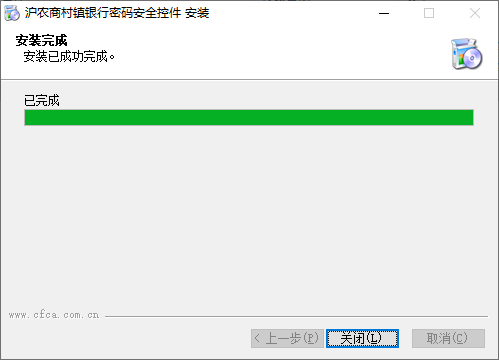 沪农商村镇银行密码安全控件 安装
安装完成
安装已成功完成。
已完成
www.cfca.com.cn
< 上一步(P)
关闭(L)
取消(C)